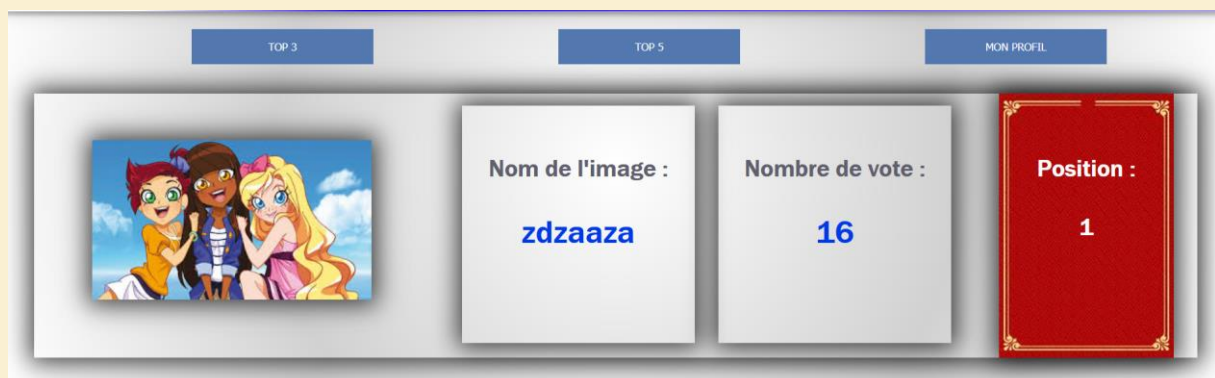 TOP 3
TOP 5
MON PROFIL
Nom de l'image :
zdzaaza
Nombre de vote :
16
Position :
1